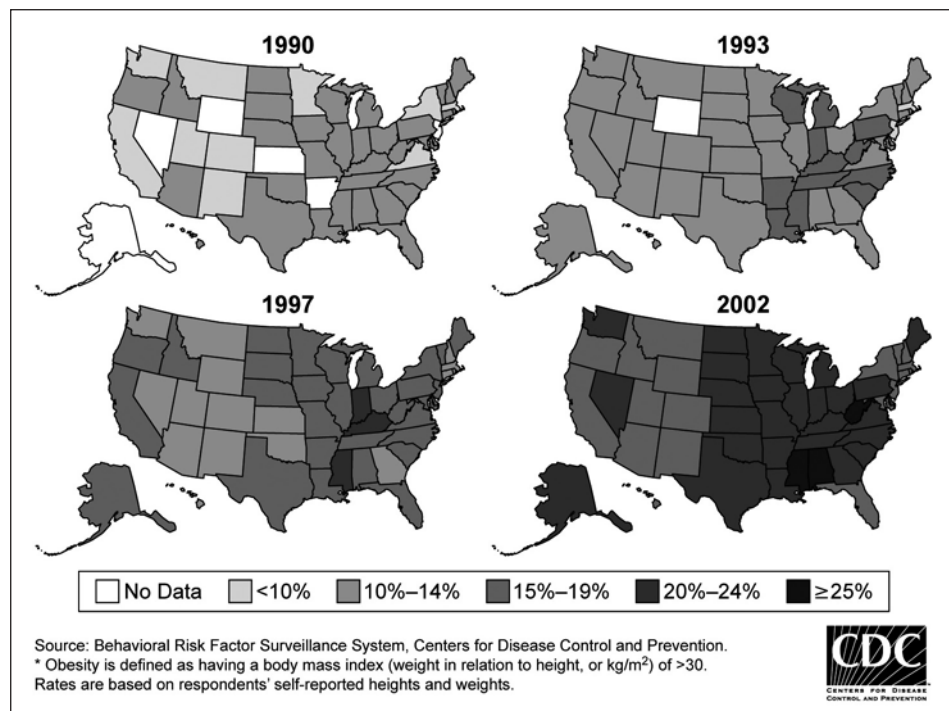 1990
1993
1997
2002
No Data
<10%
10%–14%
15%–19%
20%–24%
≥25%
Source: Behavioral Risk Factor Surveillance System, Centers for Disease Control and Prevention.
* Obesity is defined as having a body mass index (weight in relation to height, or kg/m²) of >30.
Rates are based on respondents' self-reported heights and weights.
CDC
CENTERS FOR DISEASE
CONTROL AND PREVENTION